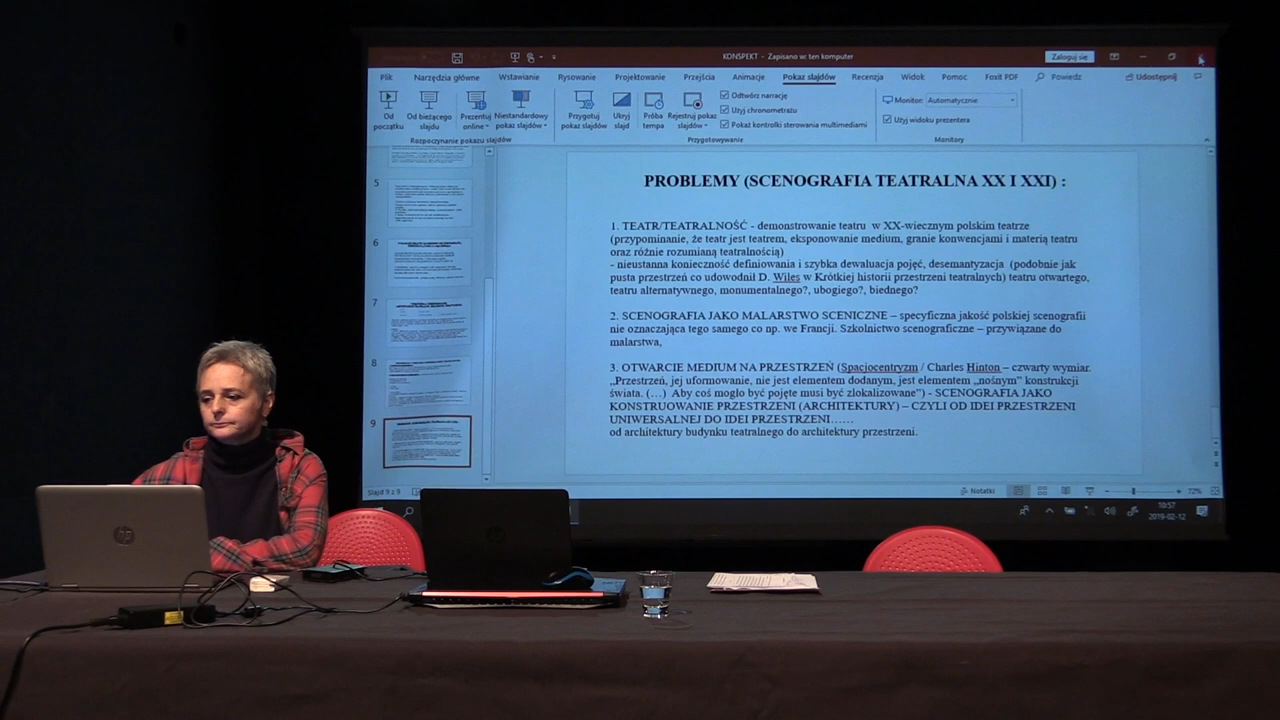 KONSPEKT - Zapisano w: ten komputer
Zaloguj się
Plik Narzędzia główne Wstawianie Rysowanie Projektowanie Przejścia Animacje Pokaz slajdów Recenzja Widok Pomoc Foxit PDF Powiedz Udostępnij
Od początku
Od bieżącego slajdu
Prezentuj online
Niestandardowy pokaz slajdów
Przygotuj pokaz slajdów
Ukryj slajd
Próba tempa
Rejestruj pokaz slajdów
Odtwórz narrację
Użyj chronometrażu
Pokaż kontrolki sterowania multimediami
Monitor: Automatycznie
Użyj widoku prezentera
Rozpoczynanie pokazu slajdów
Przygotowywanie
Monitory
5
6
7
8
9
PROBLEMY (SCENOGRAFIA TEATRALNA XX I XXI) :
1. TEATR/TEATRALNOŚĆ - demonstrowanie teatru w XX-wiecznym polskim teatrze
(przypominanie, że teatr jest teatrem, eksponowanie medium, granie konwencjami i materią teatru
oraz różnie rozumianą teatralnością)
- nieustanna konieczność definiowania i szybka dewaluacja pojęć, desemantyzacja (podobnie jak
pusta przestrzeń co udowodnił D. Wiles w Krótkiej historii przestrzeni teatralnych) teatru otwartego,
teatru alternatywnego, monumentalnego?, ubogiego?, biednego?
2. SCENOGRAFIA JAKO MALARSTWO SCENICZNE – specyficzna jakość polskiej scenografii
nie oznaczająca tego samego co np. we Francji. Szkolnictwo scenograficzne – przywiązane do
malarstwa,
3. OTWARCIE MEDIUM NA PRZESTRZEŃ (Spacjocentryzm / Charles Hinton – czwarty wymiar.
„Przestrzeń, jej uformowanie, nie jest elementem dodanym, jest elementem „nośnym” konstrukcji
świata. (…) Aby coś mogło być pojęte musi być zlokalizowane”) - SCENOGRAFIA JAKO
KONSTRUOWANIE PRZESTRZENI (ARCHITEKTURY) – CZYLI OD IDEI PRZESTRZENI
UNIWERSALNEJ DO IDEI PRZESTRZENI……
od architektury budynku teatralnego do architektury przestrzeni.
Slajd 9 z 9
Notatki
72%
10:57
2019-02-12
hp